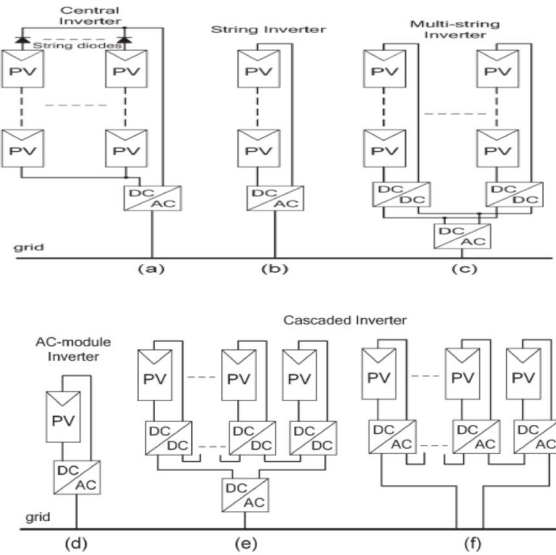 Central
Inverter
String diodes
PV
PV
PV
PV
DC
AC
grid
(a)
String Inverter
PV
PV
DC
AC
(b)
Multi-string
Inverter
PV
PV
PV
PV
DC
DC
DC
DC
DC
AC
(c)
AC-module
Inverter
PV
DC
AC
grid
(d)
Cascaded Inverter
PV
PV
PV
DC
DC
DC
DC
DC
DC
DC
AC
(e)
PV
PV
PV
DC
AC
DC
AC
DC
AC
(f)